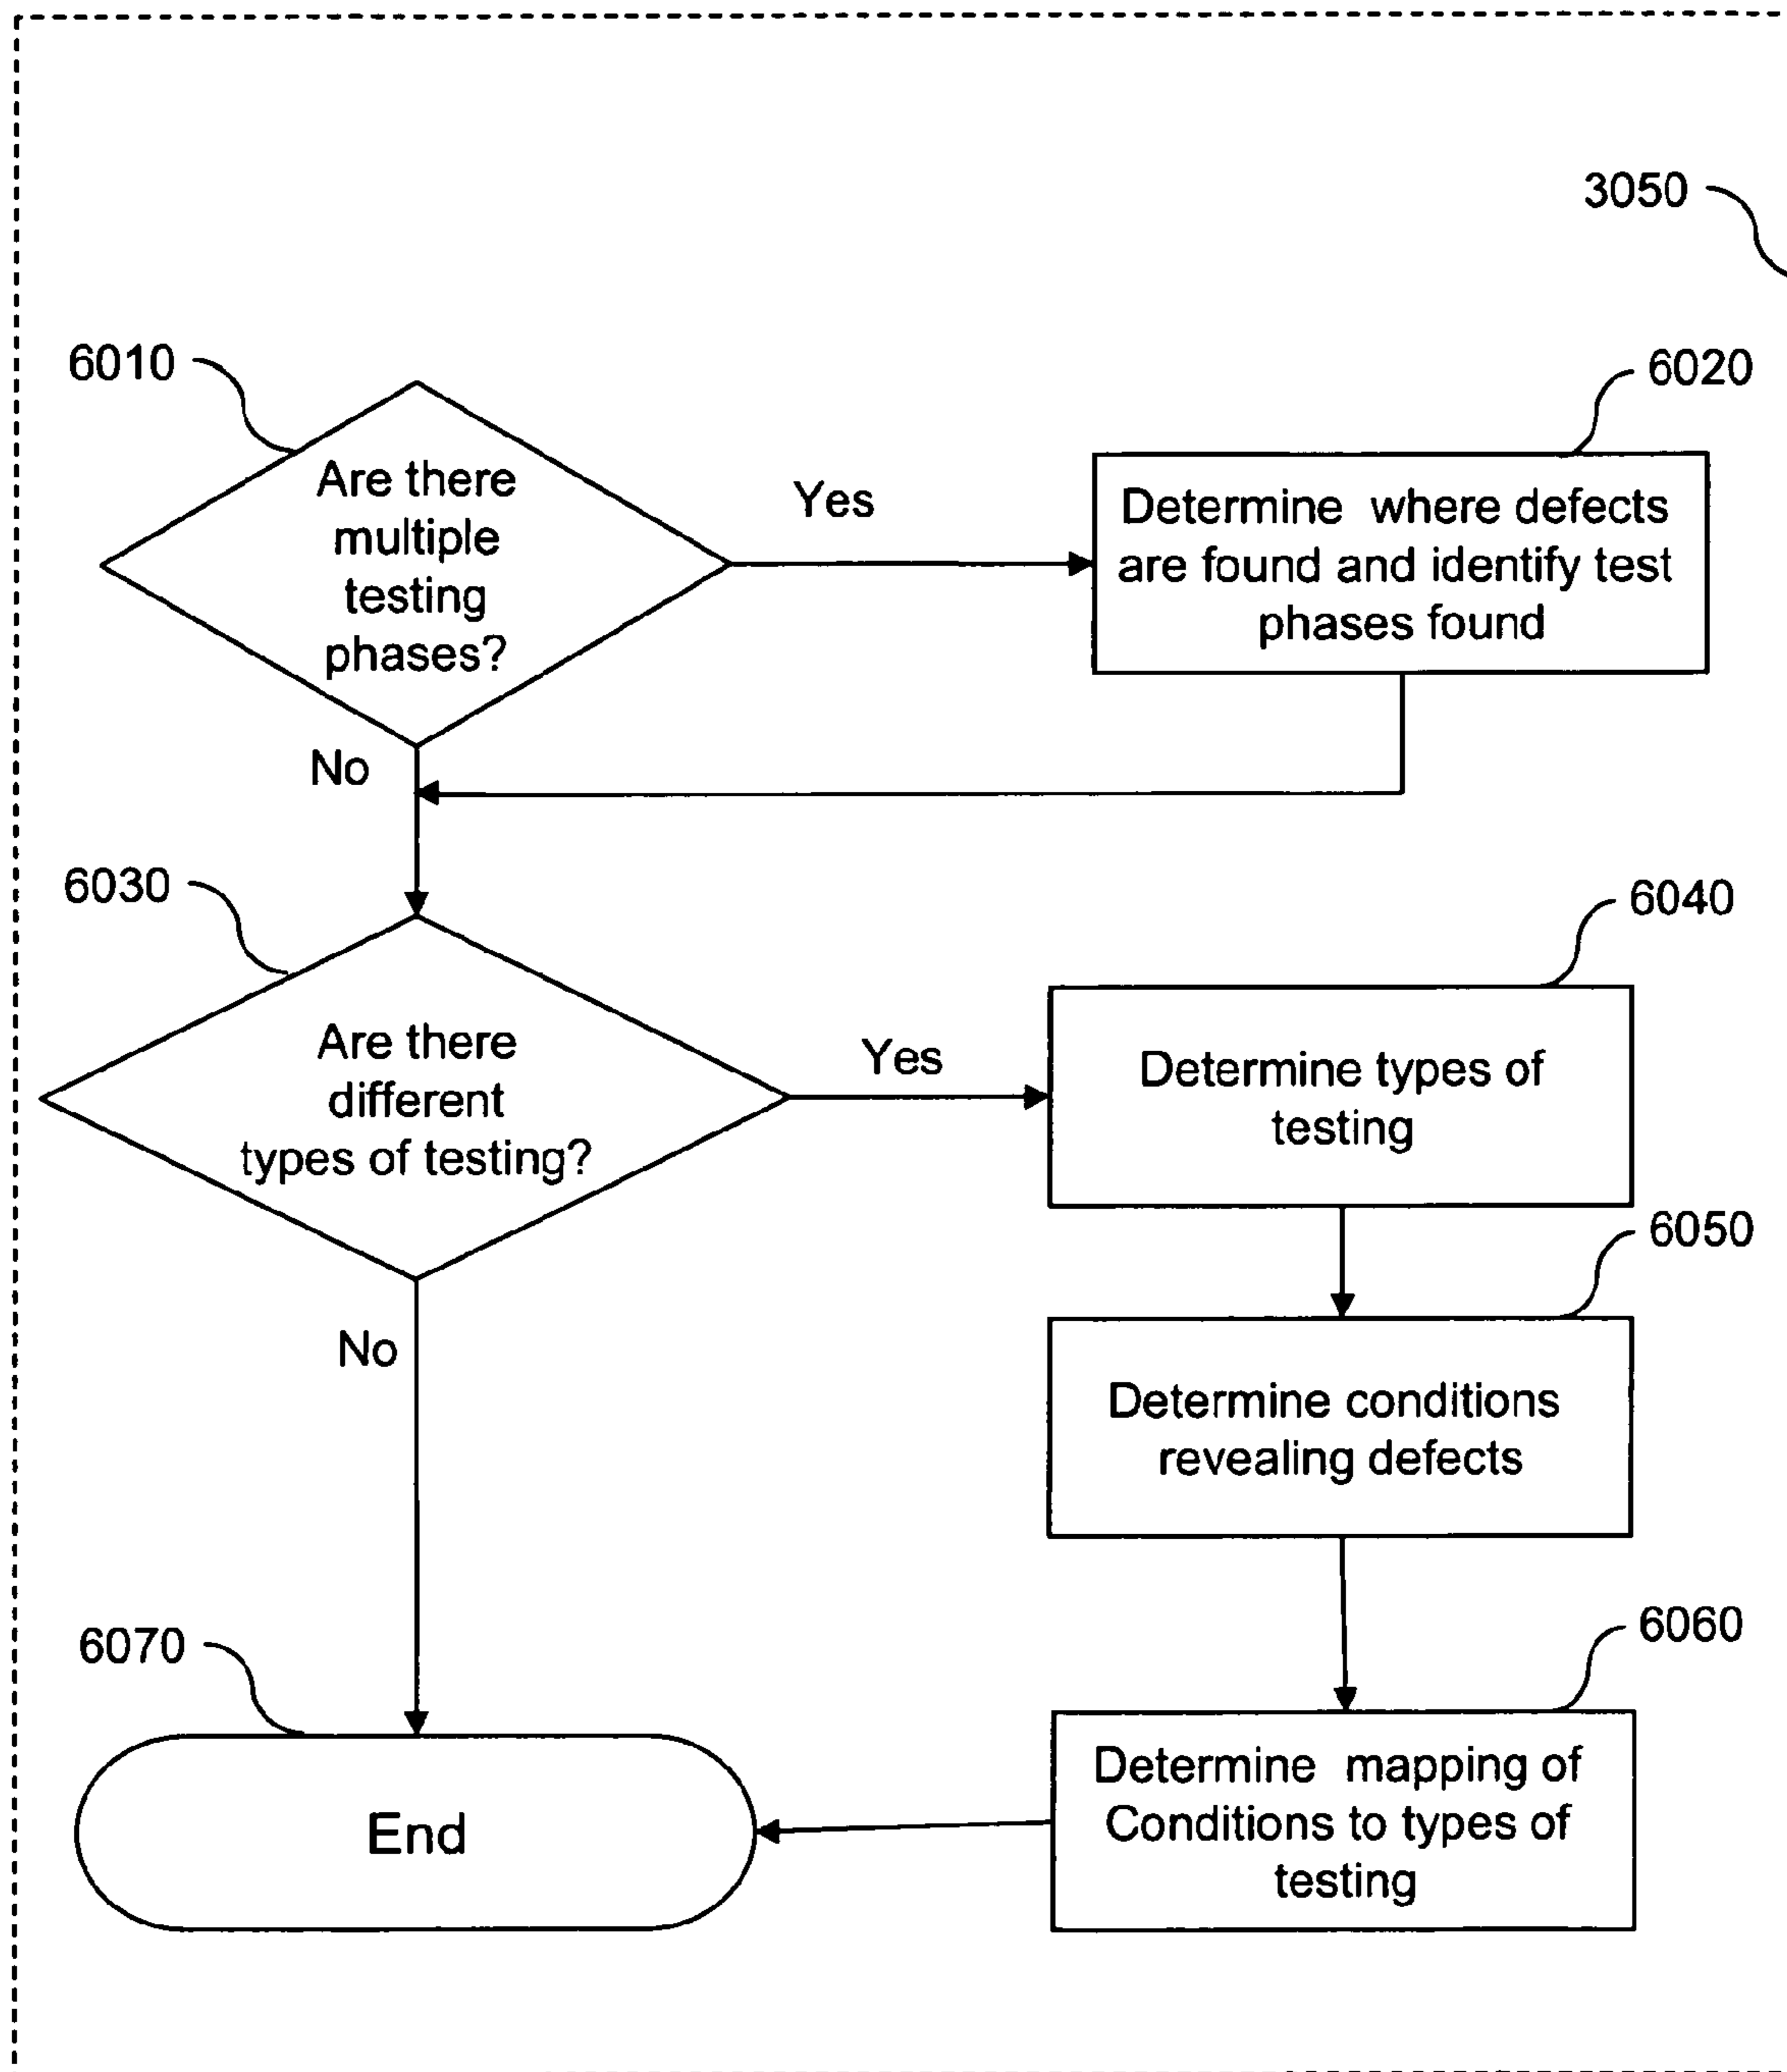 3050
6010
Are there
multiple
testing
phases?
Yes
6020
Determine where defects
are found and identify test
phases found
No
6030
Are there
different
types of testing?
Yes
6040
Determine types of
testing
6050
Determine conditions
revealing defects
No
6060
Determine mapping of
Conditions to types of
testing
6070
End